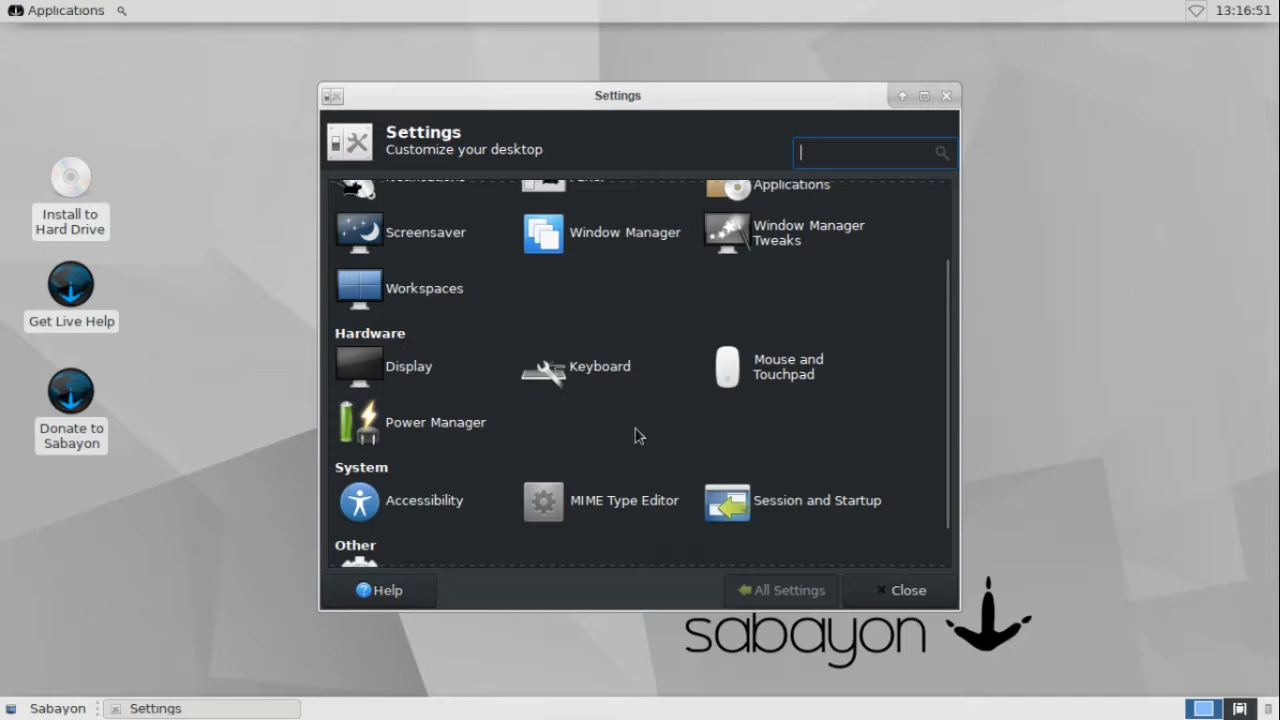 Applications
13:16:51
Settings
Settings
Customize your desktop
Applications
Screensaver
Window Manager
Window Manager
Tweaks
Workspaces
Hardware
Display
Keyboard
Mouse and
Touchpad
Power Manager
System
Accessibility
MIME Type Editor
Session and Startup
Other
Help
All Settings
Close
Install to
Hard Drive
Get Live Help
Donate to
Sabayon
sabayon
Sabayon
Settings